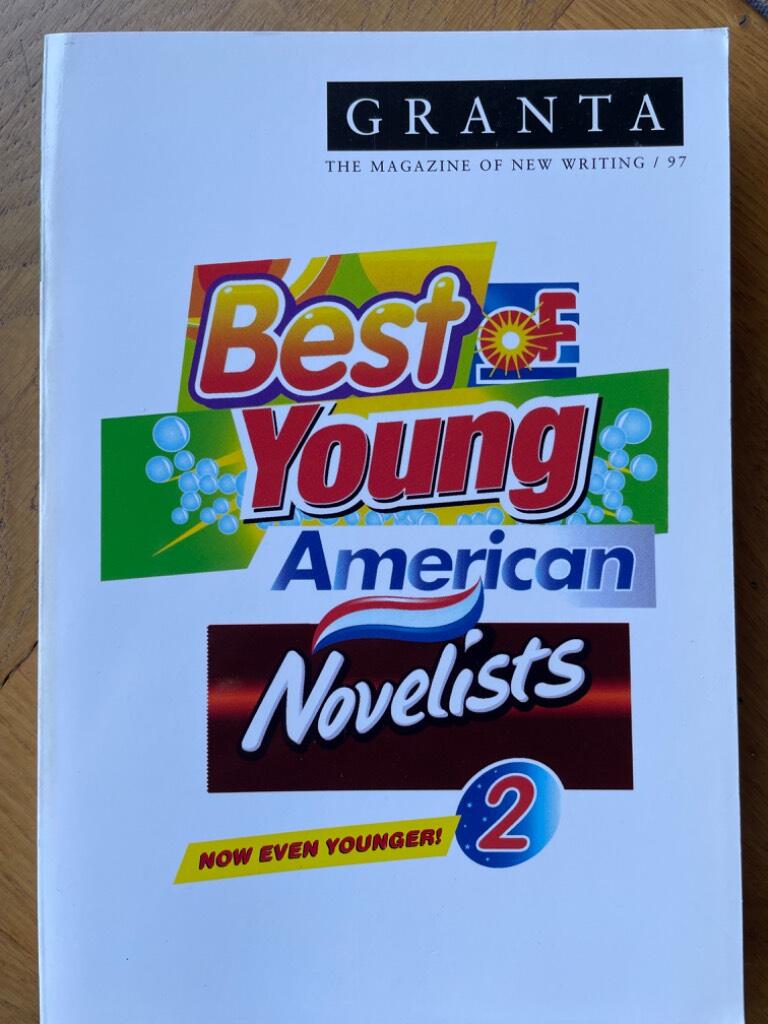 GRANTA
THE MAGAZINE OF NEW WRITING / 97
Best of
Young
American
Novelists
2
NOW EVEN YOUNGER!